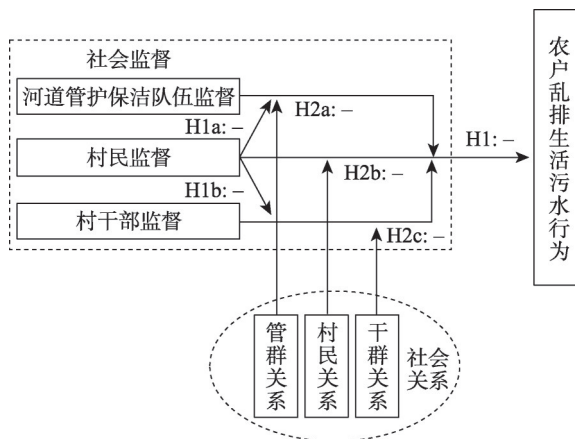 社会监督
河道管护保洁队伍监督
H1a: –
H2a: –
村民监督
H1: –
H2b: –
H1b: –
村干部监督
H2c: –
农户乱排生活污水行为
管群关系
村民关系
干群关系
社会
关系